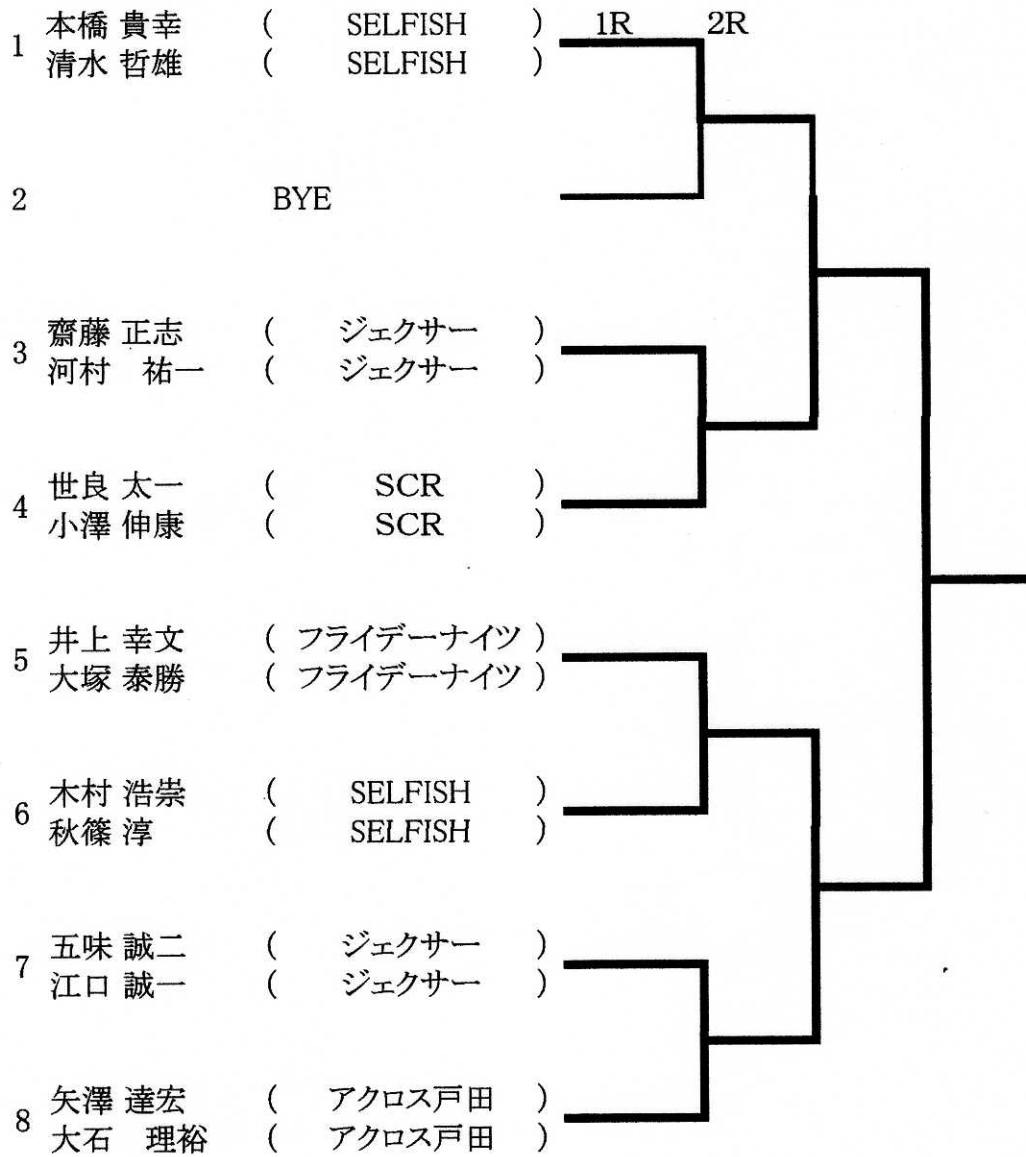 1R 2R
1 本橋 貴幸 ( SELFISH )
清水 哲雄 ( SELFISH )
2 BYE
3 齋藤 正志 ( ジェクサー )
河村 祐一 ( ジェクサー )
4 世良 太一 ( SCR )
小澤 伸康 ( SCR )
5 井上 幸文 ( フライデーナイツ )
大塚 泰勝 ( フライデーナイツ )
6 木村 浩崇 ( SELFISH )
秋篠 淳 ( SELFISH )
7 五味 誠二 ( ジェクサー )
江口 誠一 ( ジェクサー )
8 矢澤 達宏 ( アクロス戸田 )
大石 理裕 ( アクロス戸田 )